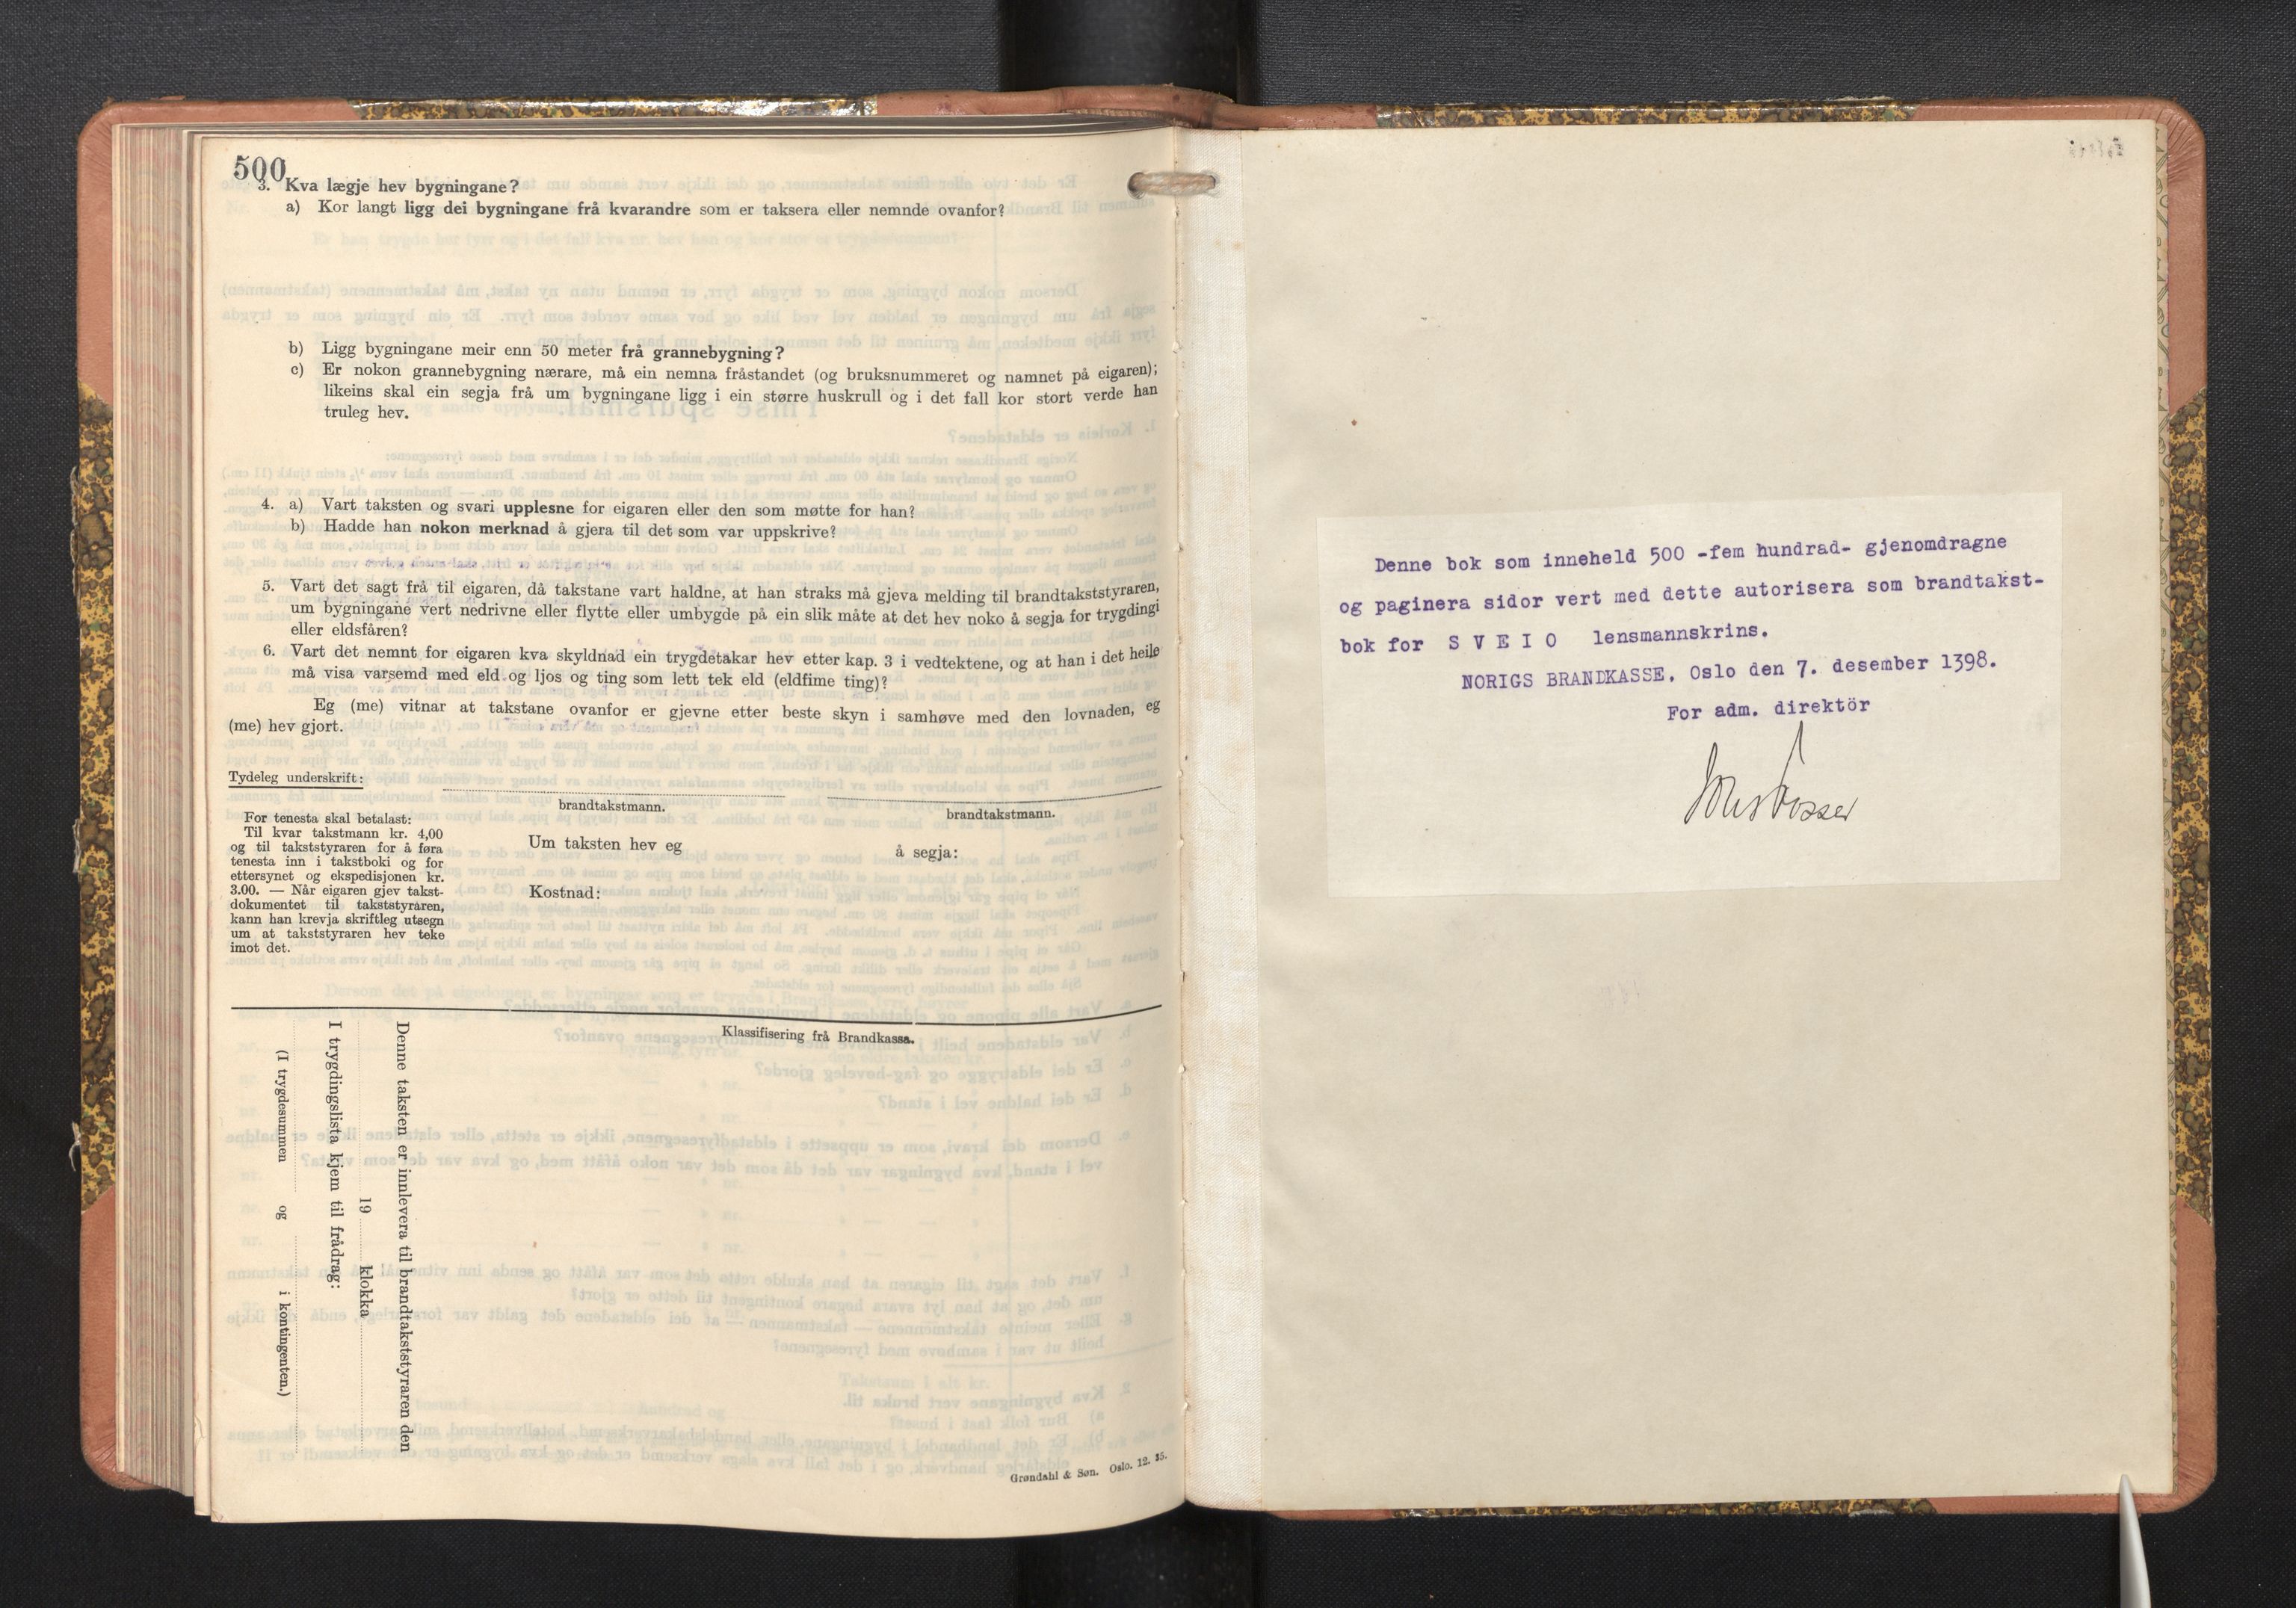 500
3. Kva lægje hev bygningane?
a) Kor langt ligg dei bygningane frå kvarandre som er taksera eller nemnde ovanfor?
b) Ligg bygningane meir enn 50 meter frå grannebygning?
c) Er nokon grannebygning nærare, må ein nemna fråstandet (og bruksnummeret og namnet på eigaren);
likeins skal ein segja frå um bygningane ligg i ein større huskrull og i det fall kor stort verde han
truleg hev.
4. a) Vart taksten og svari upplesne for eigaren eller den som møtte for han?
b) Hadde han nokon merknad å gjera til det som var uppskrive?
5. Vart det sagt frå til eigaren, då takstane vart haldne, at han straks må gjeva melding til brandtakststyraren,
um bygningane vert nedrivne eller flytte eller umbygde på ein slik måte at det hev noko å segja for trygdingi
eller eldsfåren?
6. Vart det nemnt for eigaren kva skyldnad ein trygdetakar hev etter kap. 3 i vedtektene, og at han i det heile
må visa varsemd med eld og ljos og ting som lett tek eld (eldfime ting)?
Eg (me) vitnar at takstane ovanfor er gjevne etter beste skyn i samhøve med den lovnaden, eg
(me) hev gjort.
Tydeleg underskrift:
brandtakstmann.
brandtakstmann.
For tenesta skal betalast:
Til kvar takstmann kr. 4,00
og til takststyraren for å føra
tenesta inn i takstboki og for
ettersynet og ekspedisjonen kr.
3.00. — Når eigaren gjev takst-
dokumentet til takststyraren,
kann han krevja skriftleg utsegn
um at takststyraren hev teke
imot det.
Um taksten hev eg å segja:
Kostnad:
Klassifisering frå Brandkassa.
Denne taksten er innlevera til brandtakststyraren den
19 klokka
I trygdingslista kjem til frådrag:
(I trygdesummen og i kontingenten.)
Grøndahl & Søn. Oslo. 12. 35.
Denne bok som inneheld 500 -fem hundrad- gjenomdragne
og paginera sidor vert med dette autorisera som brandtakst-
bok for S V E I O lensmannskrins.
NORIGS BRANDKASSE. Oslo den 7. desember 1398.
For adm. direktör